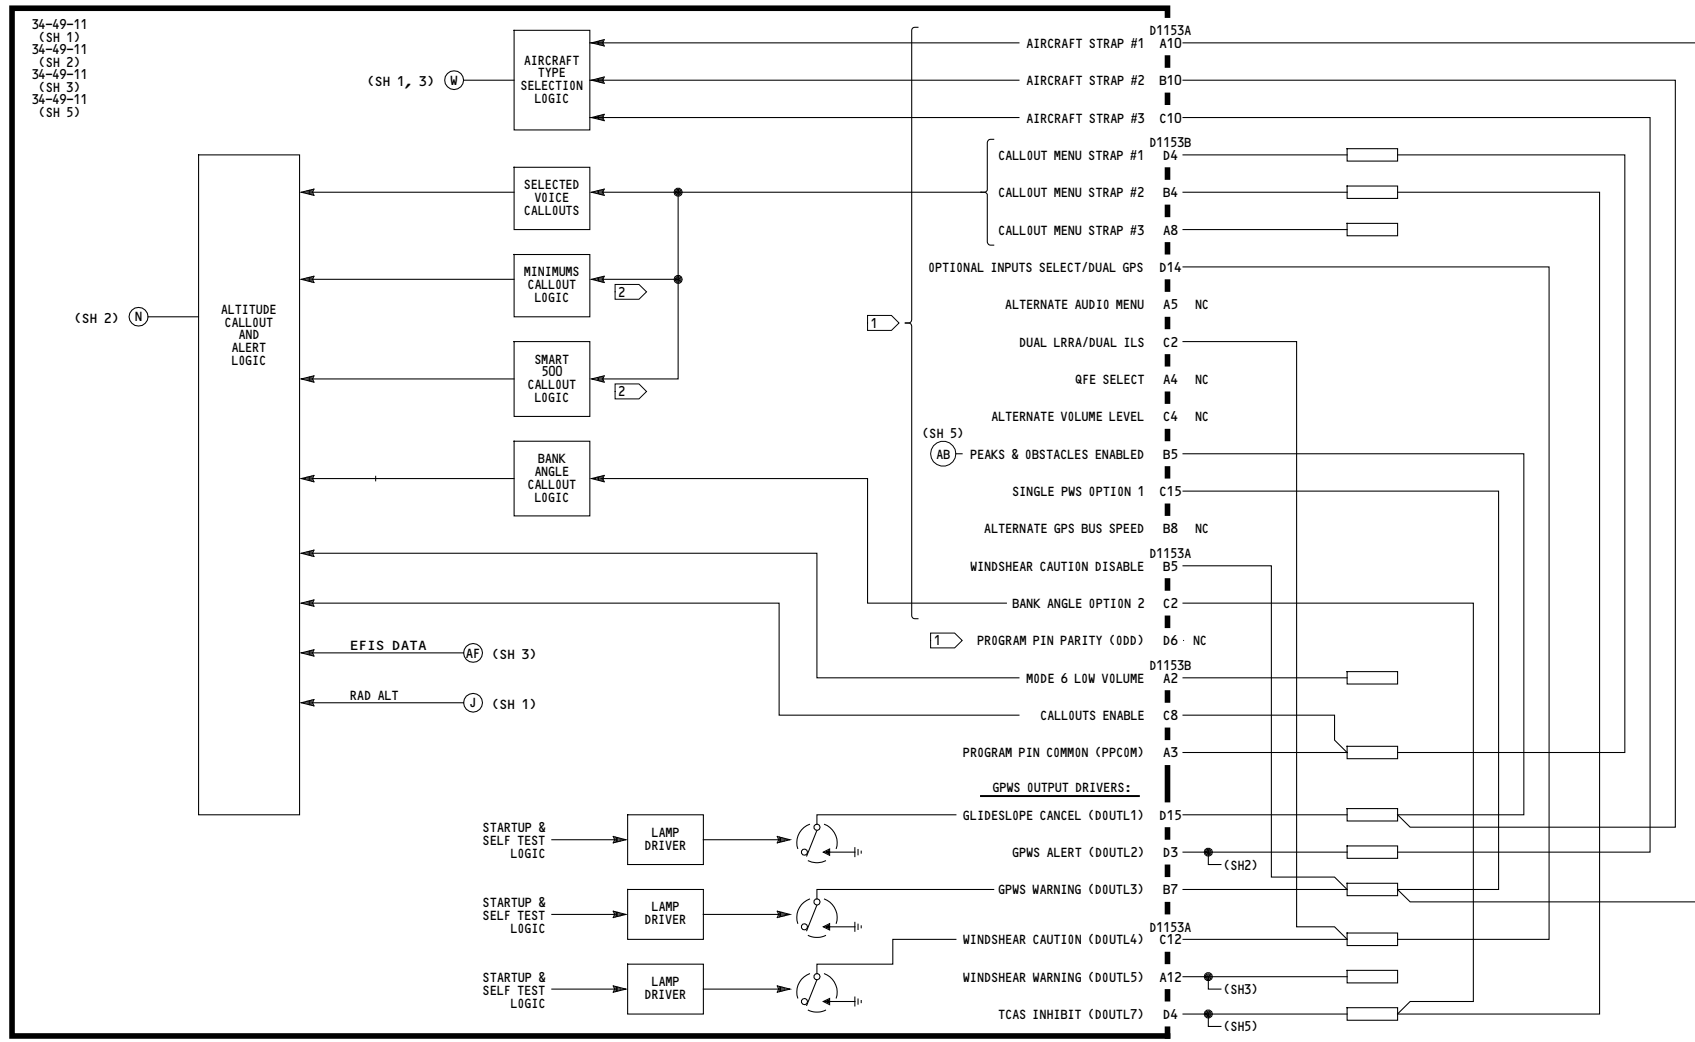 34-49-11
(SH 1)
34-49-11
(SH 2)
34-49-11
(SH 3)
34-49-11
(SH 5)
(SH 1, 3) W
AIRCRAFT
TYPE
SELECTION
LOGIC
SELECTED
VOICE
CALLOUTS
MINIMUMS
CALLOUT
LOGIC
2
SMART
500
CALLOUT
LOGIC
2
BANK
ANGLE
CALLOUT
LOGIC
(SH 2) N
ALTITUDE
CALLOUT
AND
ALERT
LOGIC
EFIS DATA AF (SH 3)
RAD ALT J (SH 1)
1
D1153A
AIRCRAFT STRAP #1 A10
AIRCRAFT STRAP #2 B10
AIRCRAFT STRAP #3 C10
D1153B
CALLOUT MENU STRAP #1 D4
CALLOUT MENU STRAP #2 B4
CALLOUT MENU STRAP #3 A8
OPTIONAL INPUTS SELECT/DUAL GPS D14
ALTERNATE AUDIO MENU A5 NC
DUAL LRRA/DUAL ILS C2
QFE SELECT A4 NC
ALTERNATE VOLUME LEVEL C4 NC
(SH 5)
AB PEAKS & OBSTACLES ENABLED B5
SINGLE PWS OPTION 1 C15
ALTERNATE GPS BUS SPEED B8 NC
D1153A
WINDSHEAR CAUTION DISABLE B5
BANK ANGLE OPTION 2 C2
1 PROGRAM PIN PARITY (ODD) D6 NC
D1153B
MODE 6 LOW VOLUME A2
CALLOUTS ENABLE C8
PROGRAM PIN COMMON (PPCOM) A3
GPWS OUTPUT DRIVERS:
GLIDESLOPE CANCEL (DOUTL1) D15
GPWS ALERT (DOUTL2) D3
(SH2)
GPWS WARNING (DOUTL3) B7
D1153A
WINDSHEAR CAUTION (DOUTL4) C12
WINDSHEAR WARNING (DOUTL5) A12
(SH3)
TCAS INHIBIT (DOUTL7) D4
(SH5)
STARTUP &
SELF TEST
LOGIC
LAMP
DRIVER
STARTUP &
SELF TEST
LOGIC
LAMP
DRIVER
STARTUP &
SELF TEST
LOGIC
LAMP
DRIVER